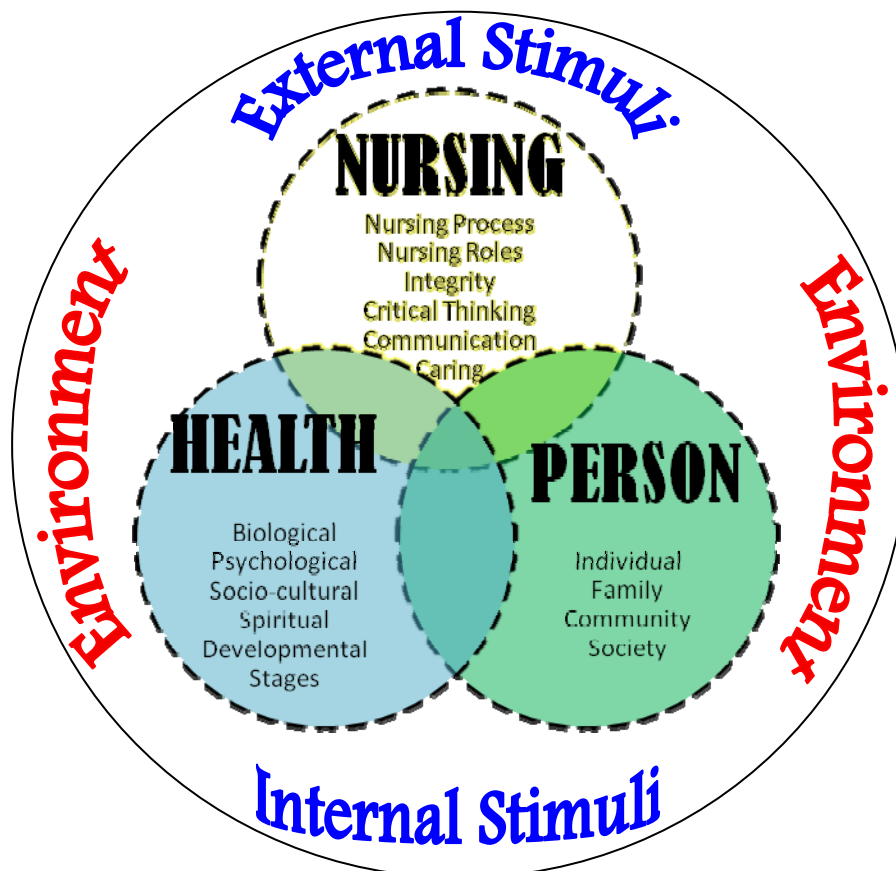 External Stimuli
NURSING
Nursing Process
Nursing Roles
Integrity
Critical Thinking
Communication
Caring
Environment
Environment
HEALTH
Biological
Psychological
Socio-cultural
Spiritual
Developmental
Stages
PERSON
Individual
Family
Community
Society
Internal Stimuli